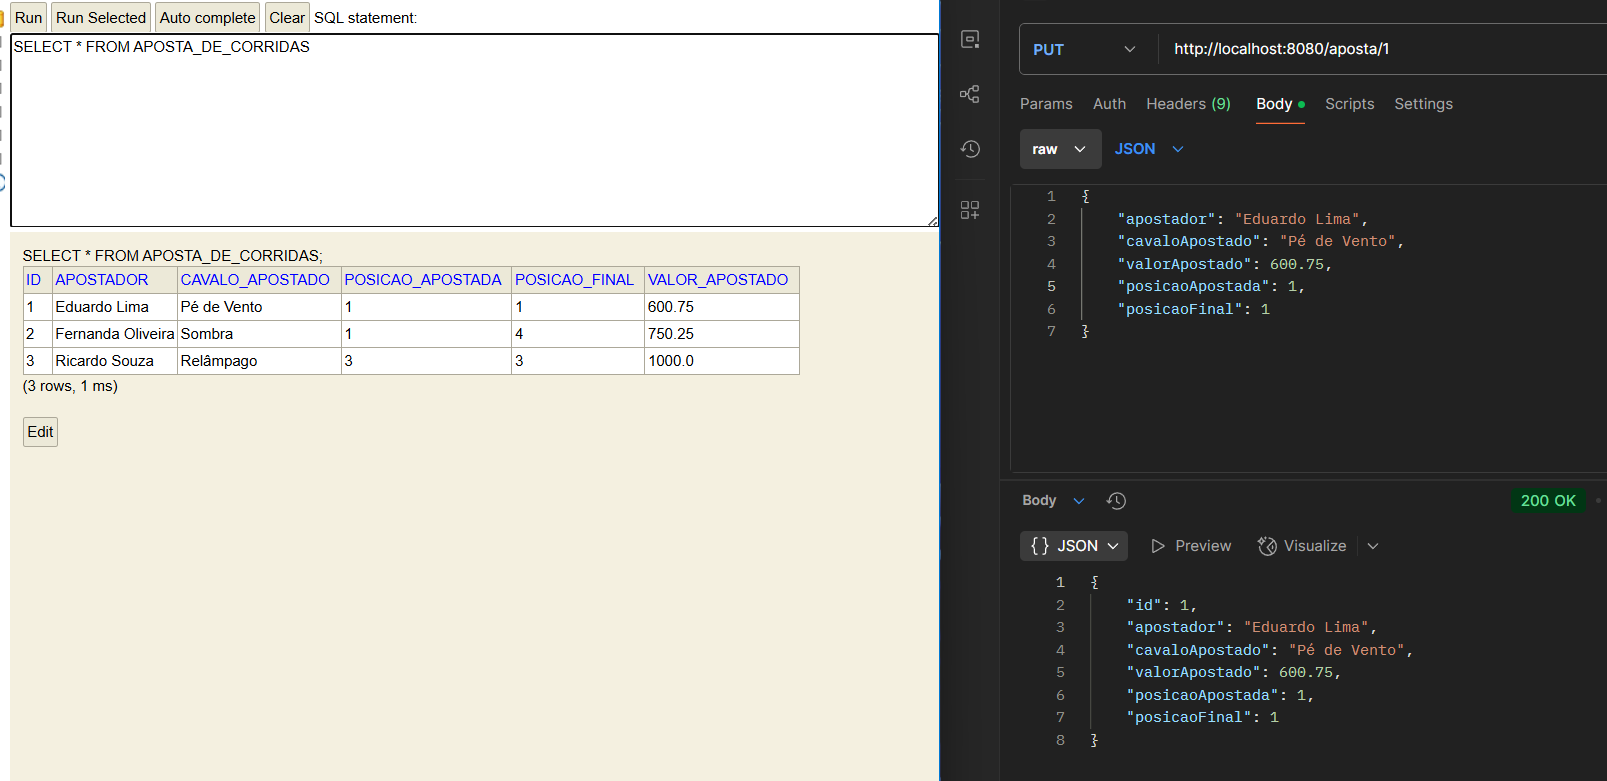 Run Run Selected Auto complete Clear SQL statement:
SELECT * FROM APOSTA_DE_CORRIDAS
SELECT * FROM APOSTA_DE_CORRIDAS;
ID APOSTADOR CAVALO_APOSTADO POSICAO_APOSTADA POSICAO_FINAL VALOR_APOSTADO
1 Eduardo Lima Pé de Vento 1 1 600.75
2 Fernanda Oliveira Sombra 1 4 750.25
3 Ricardo Souza Relâmpago 3 3 1000.0
(3 rows, 1 ms)
Edit
PUT http://localhost:8080/aposta/1
Params Auth Headers (9) Body Scripts Settings
raw JSON
1 {
2 "apostador": "Eduardo Lima",
3 "cavaloApostado": "Pé de Vento",
4 "valorApostado": 600.75,
5 "posicaoApostada": 1,
6 "posicaoFinal": 1
7 }
Body 200 OK
{} JSON Preview Visualize
1 {
2 "id": 1,
3 "apostador": "Eduardo Lima",
4 "cavaloApostado": "Pé de Vento",
5 "valorApostado": 600.75,
6 "posicaoApostada": 1,
7 "posicaoFinal": 1
8 }